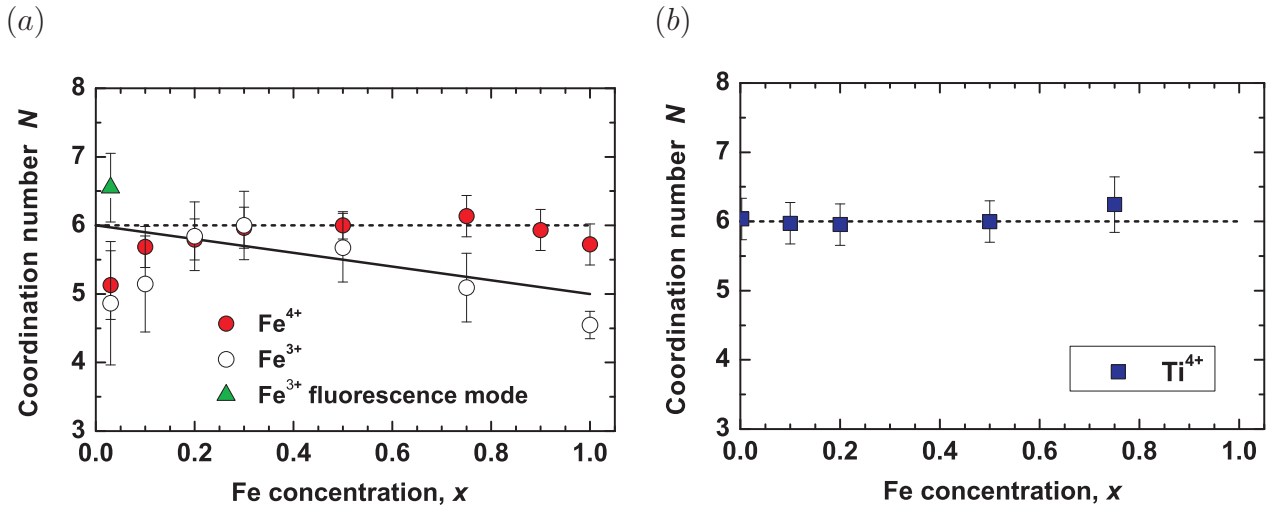 (a)
(b)
Coordination number N
8
7
6
5
4
3
0.0 0.2 0.4 0.6 0.8 1.0
Fe concentration, x
Fe4+
Fe3+
Fe3+ fluorescence mode
Coordination number N
8
7
6
5
4
3
0.0 0.2 0.4 0.6 0.8 1.0
Fe concentration, x
Ti4+